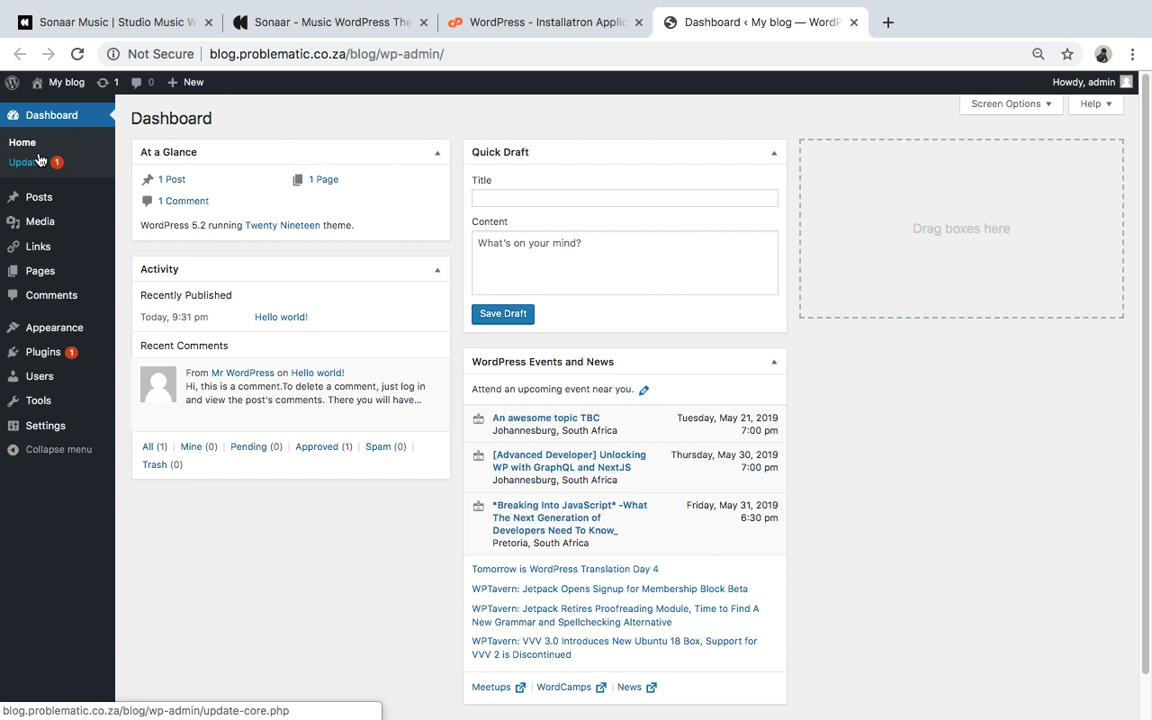 Sonaar Music | Studio Music W
Sonaar - Music WordPress The
WordPress - Installatron Applic
Dashboard < My blog — WordP
Not Secure
blog.problematic.co.za/blog/wp-admin/
My blog
1
0
New
Howdy, admin
Dashboard
Home
1
Posts
Media
Links
Pages
Comments
Appearance
Plugins 1
Users
Tools
Settings
Collapse menu
Dashboard
Screen Options
Help
At a Glance
1 Post
1 Page
1 Comment
WordPress 5.2 running Twenty Nineteen theme.
Activity
Recently Published
Today, 9:31 pm
Hello world!
Recent Comments
From Mr WordPress on Hello world!
Hi, this is a comment.To delete a comment, just log in
and view the post's comments. There you will have...
All (1) | Mine (0) | Pending (0) | Approved (1) | Spam (0) |
Trash (0)
Quick Draft
Title
Content
What's on your mind?
Save Draft
WordPress Events and News
Attend an upcoming event near you.
An awesome topic TBC
Johannesburg, South Africa
Tuesday, May 21, 2019
7:00 pm
[Advanced Developer] Unlocking
WP with GraphQL and NextJS
Johannesburg, South Africa
Thursday, May 30, 2019
7:00 pm
*Breaking Into JavaScript* -What
The Next Generation of
Developers Need To Know_
Pretoria, South Africa
Friday, May 31, 2019
6:30 pm
Tomorrow is WordPress Translation Day 4
WPTavern: Jetpack Opens Signup for Membership Block Beta
WPTavern: Jetpack Retires Proofreading Module, Time to Find A
New Grammar and Spellchecking Alternative
WPTavern: VVV 3.0 Introduces New Ubuntu 18 Box, Support for
VVV 2 is Discontinued
Meetups | WordCamps | News
Drag boxes here
blog.problematic.co.za/blog/wp-admin/update-core.php